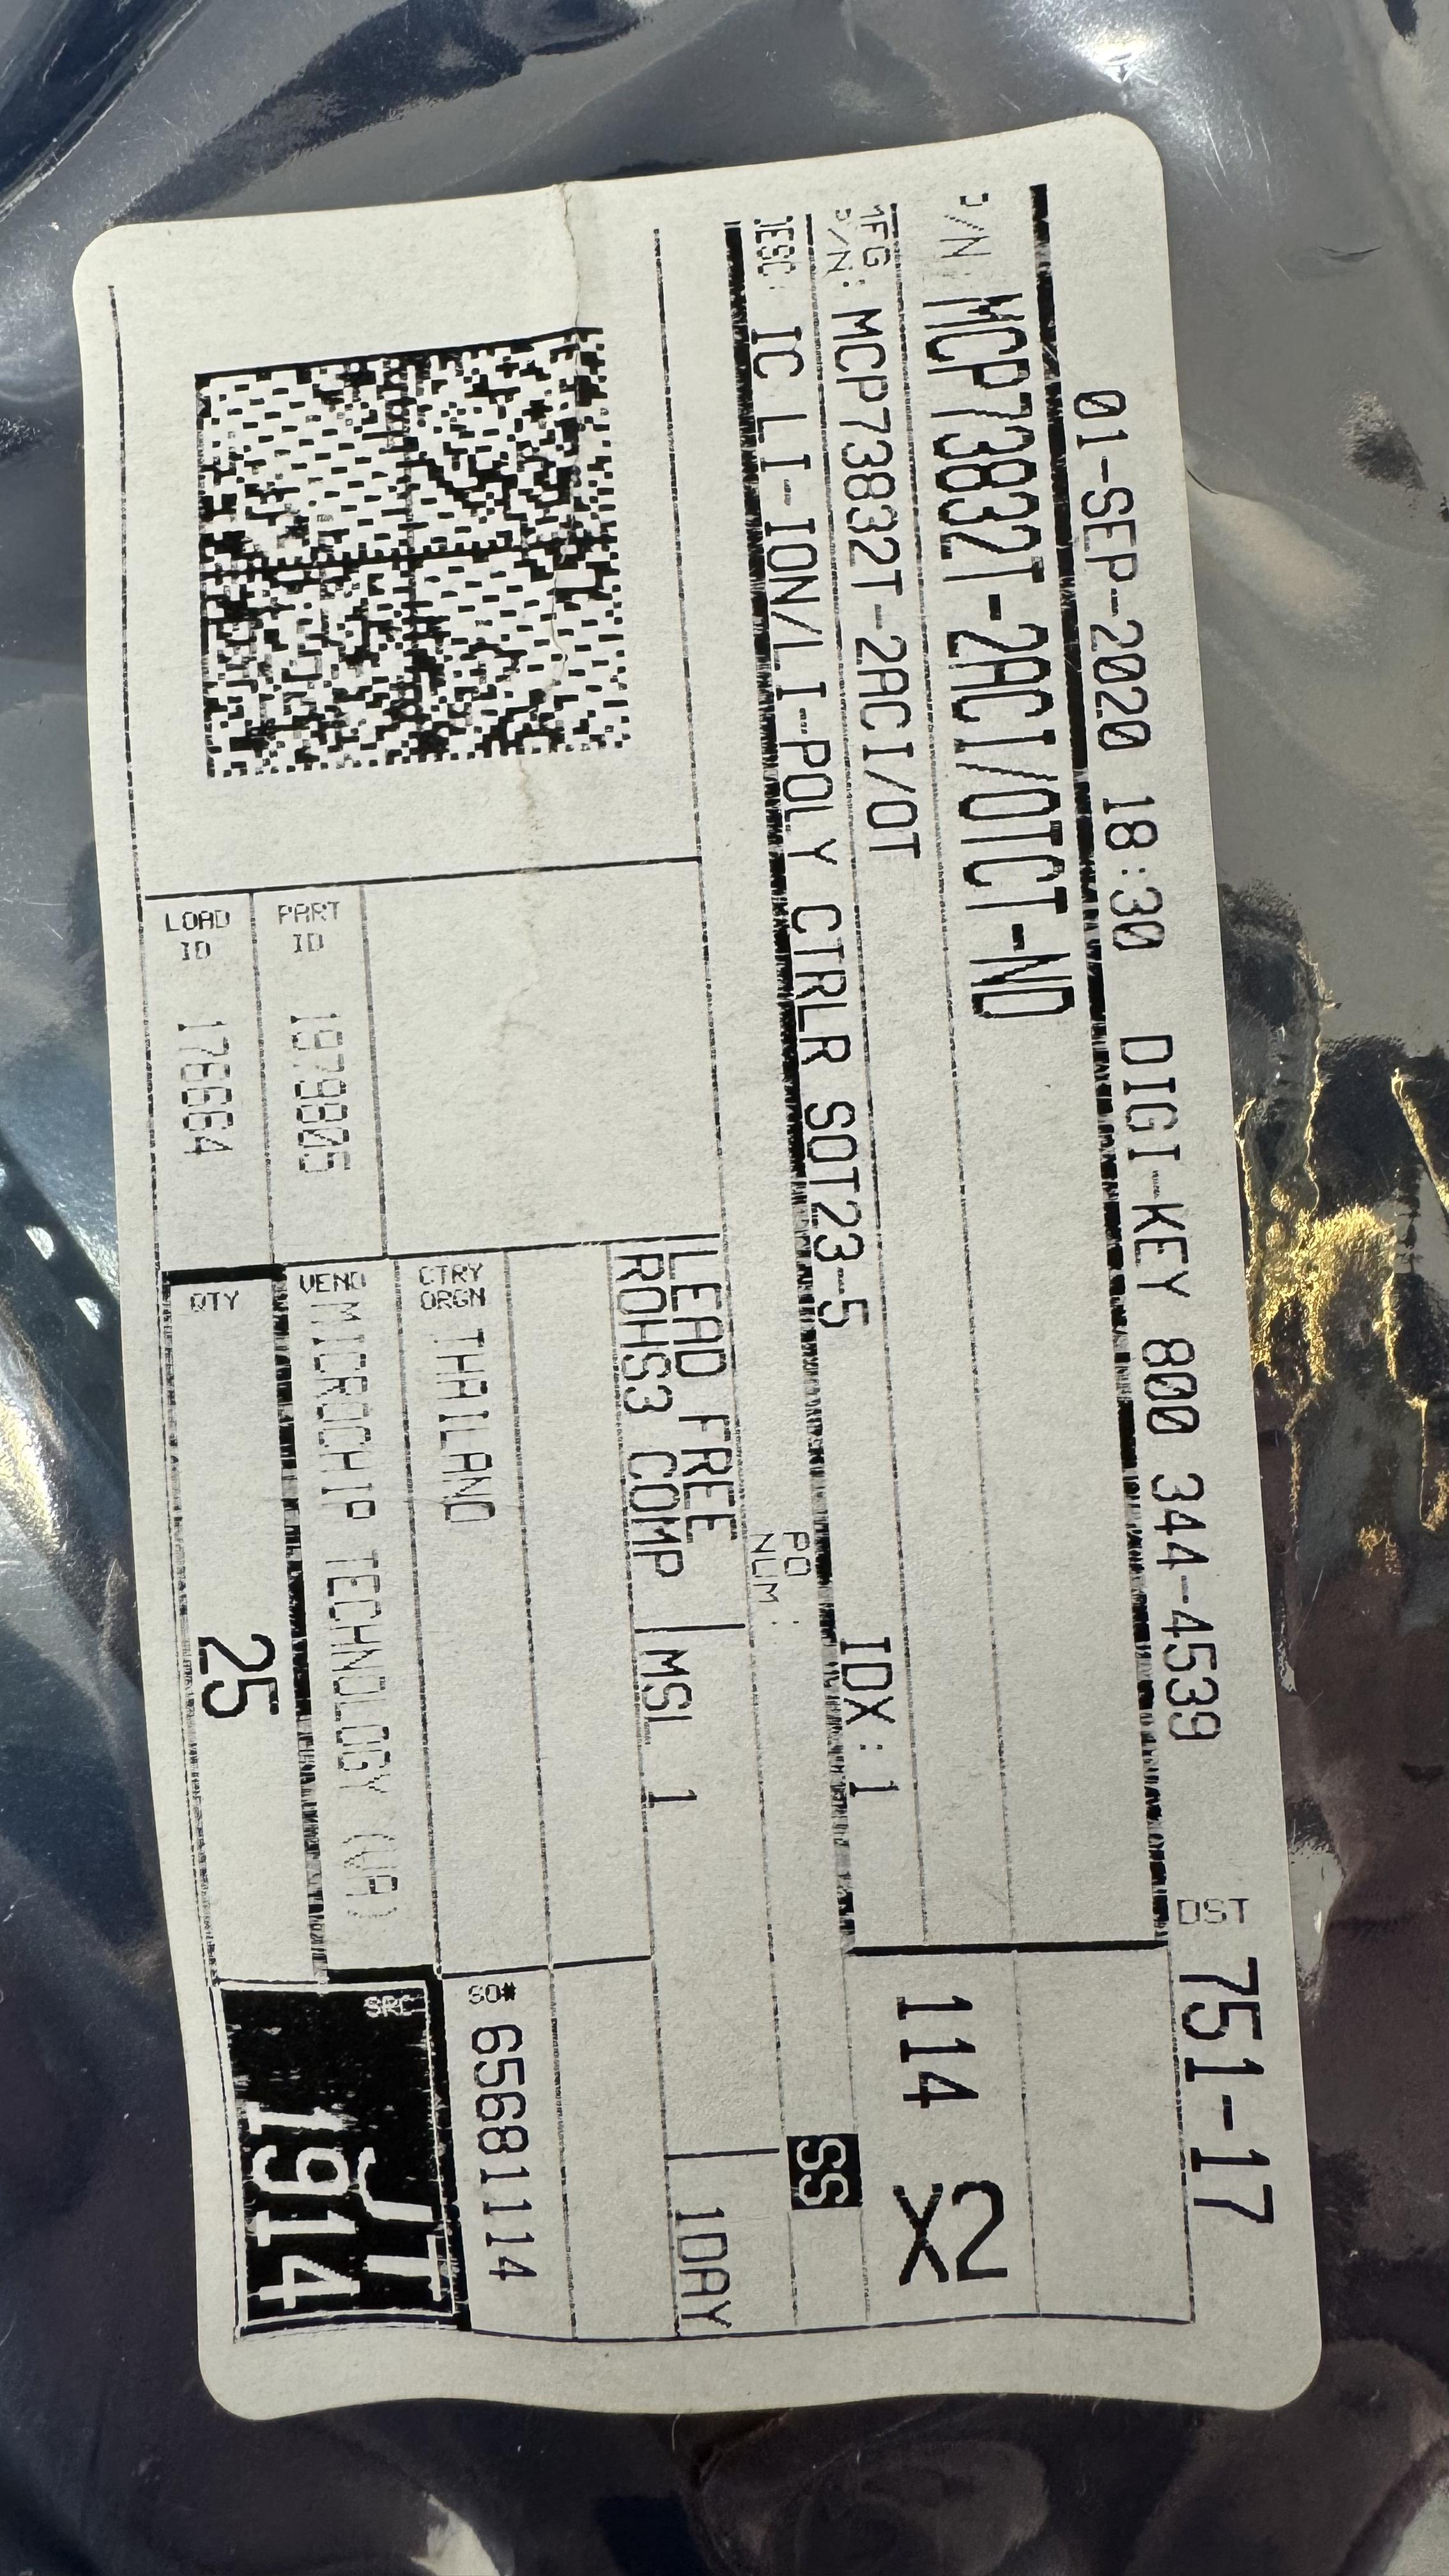 01-SEP-2020 18:30 DIGI-KEY 800 344-4539 DST 751-17
P/N: MCP73832T-2ACI/OTCT-ND
MFG P/N: MCP73832T-2ACI/OT
114 X2
DESC: IC LI-ION/LI-POLY CTRLR SOT23-5 IDX: 1
SS
PO NUM:
LEAD FREE
ROHS3 COMP MSL 1
1DAY
CTRY ORGN THAILAND
SO# 65681114
PART ID 1979805
VEND MICROCHIP TECHNOLOGY (VA)
SRC JT
1914
LOAD ID
QTY 25